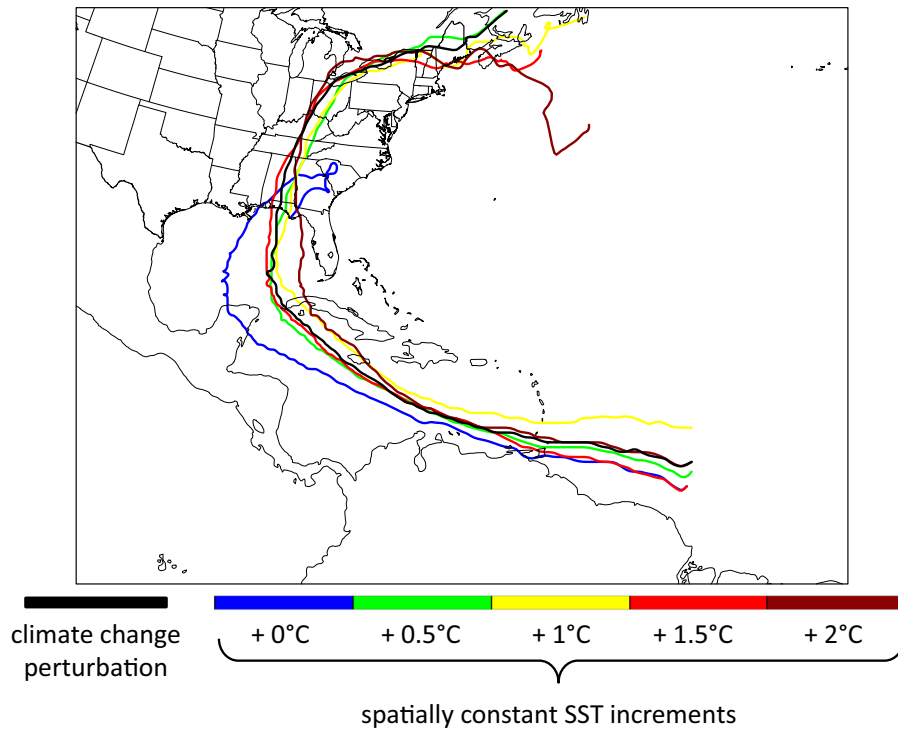 climate change
perturbation
+ 0°C + 0.5°C + 1°C + 1.5°C + 2°C
spatially constant SST increments